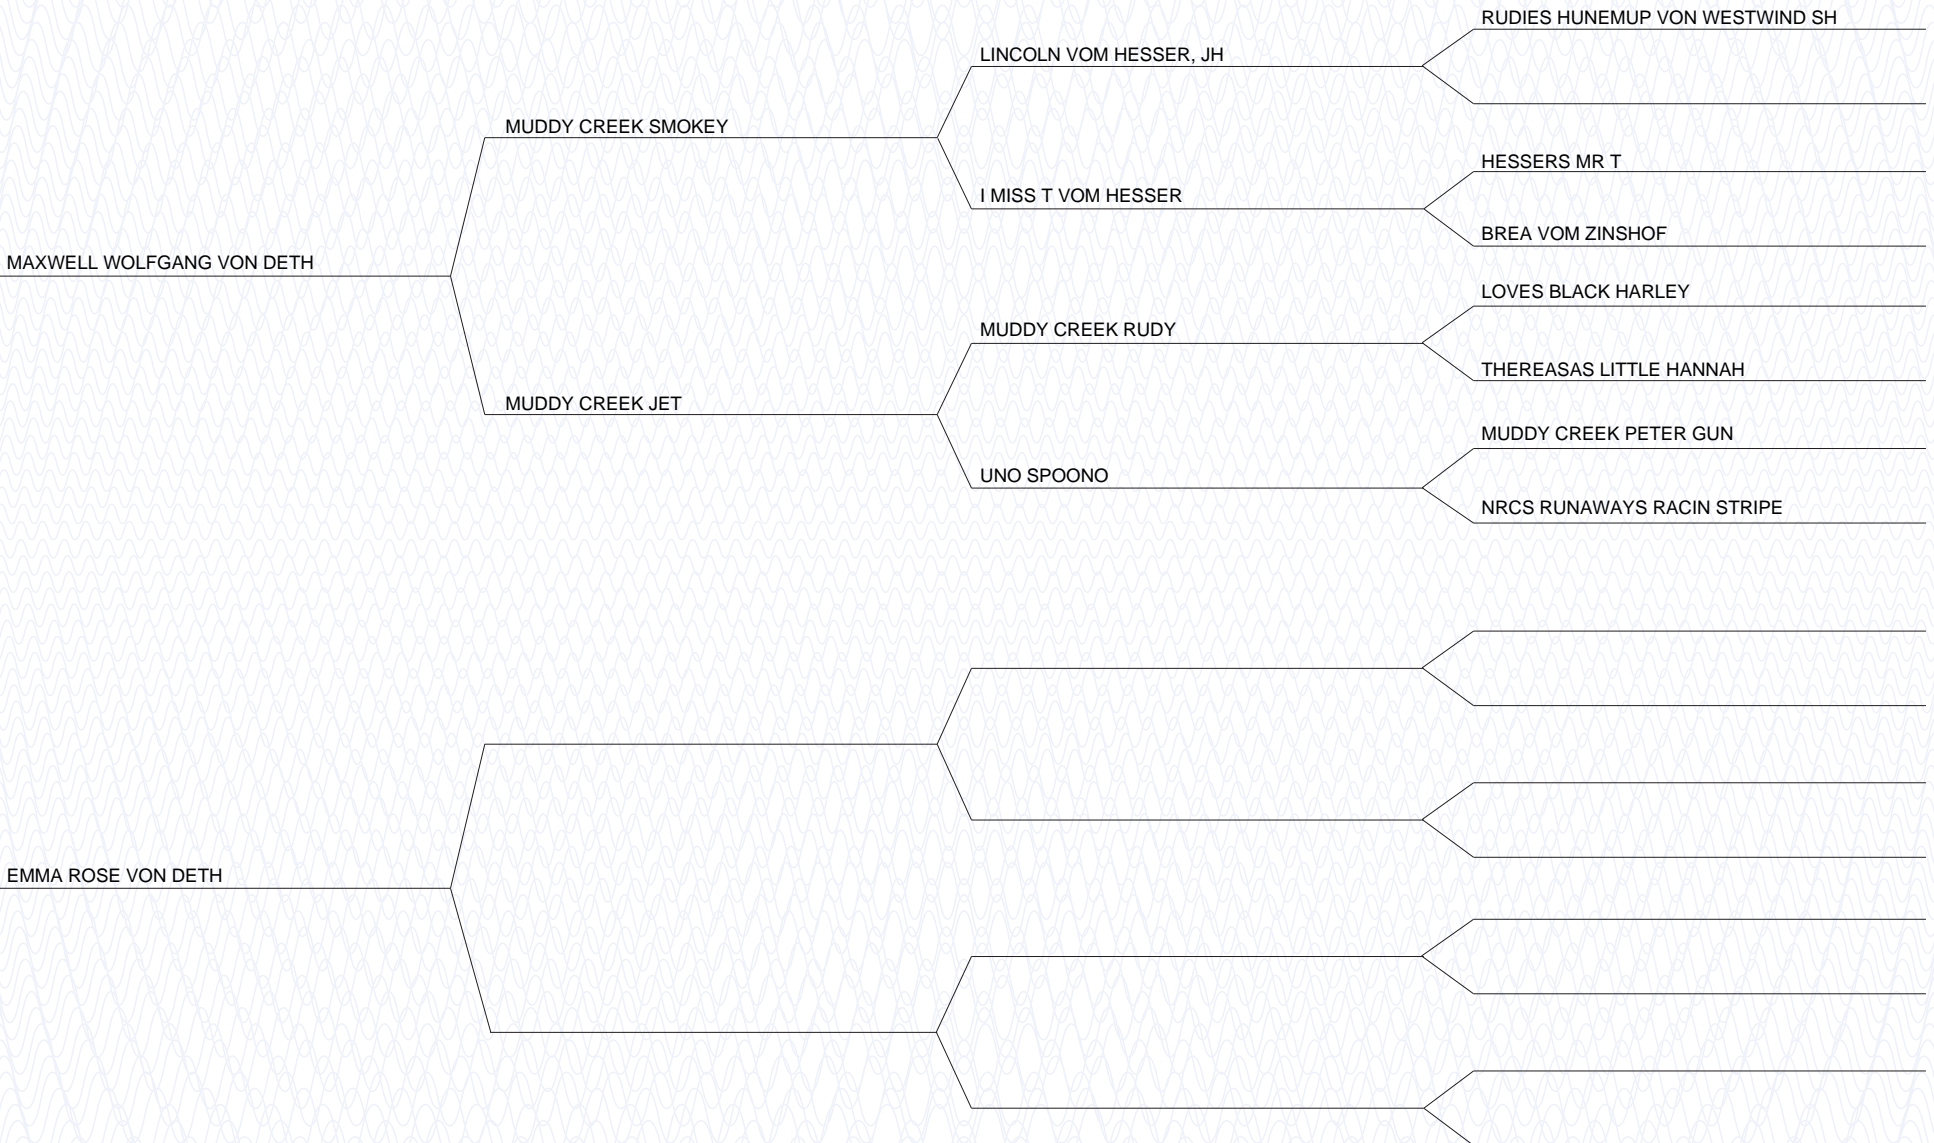 RUDIES HUNEMUP VON WESTWIND SH
LINCOLN VOM HESSER, JH
MUDDY CREEK SMOKEY
HESSERS MR T
I MISS T VOM HESSER
BREA VOM ZINSHOF
MAXWELL WOLFGANG VON DETH
LOVES BLACK HARLEY
MUDDY CREEK RUDY
THEREASAS LITTLE HANNAH
MUDDY CREEK JET
MUDDY CREEK PETER GUN
UNO SPOONO
NRCS RUNAWAYS RACIN STRIPE
EMMA ROSE VON DETH